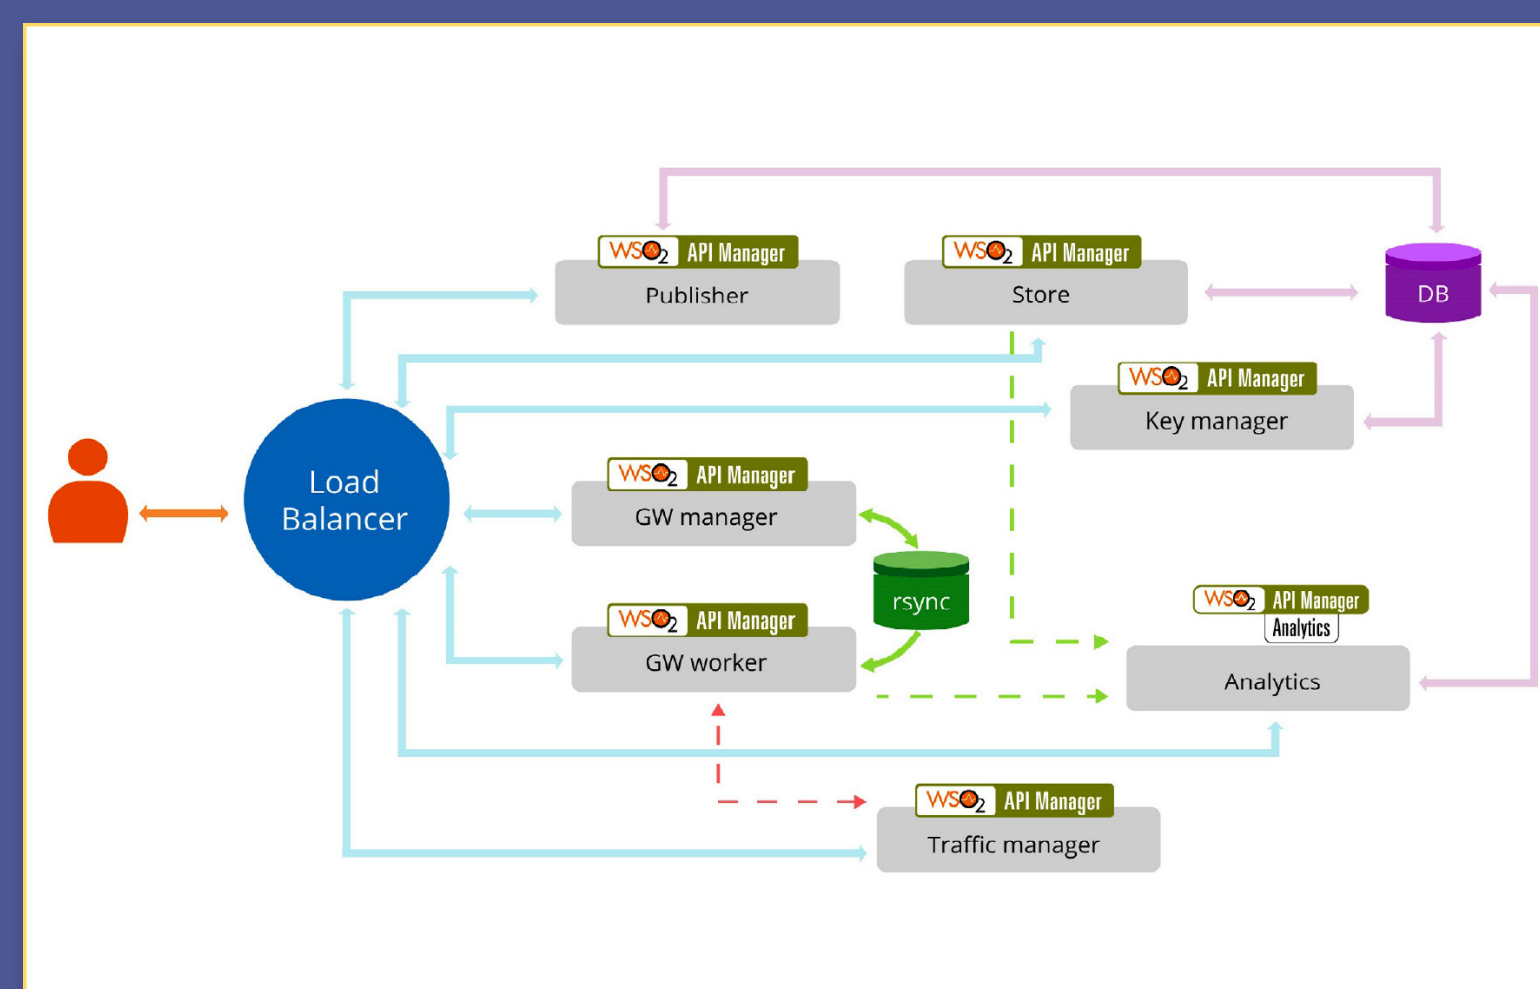 WSO2 API Manager
Publisher
WSO2 API Manager
Store
DB
WSO2 API Manager
Key manager
Load
Balancer
WSO2 API Manager
GW manager
rsync
WSO2 API Manager
GW worker
WSO2 API Manager
Analytics
Analytics
WSO2 API Manager
Traffic manager